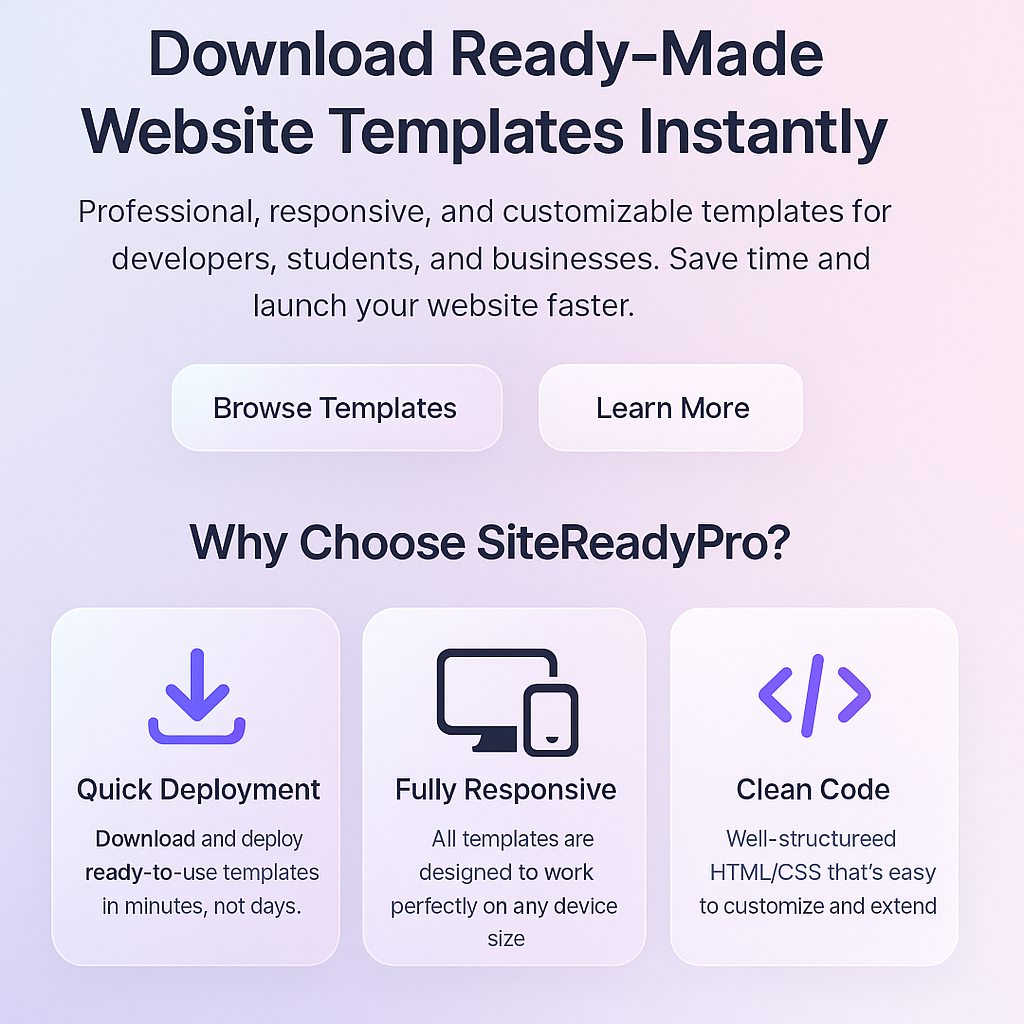 Download Ready-Made
Website Templates Instantly
Professional, responsive, and customizable templates for
developers, students, and businesses. Save time and
launch your website faster.
Browse Templates
Learn More
Why Choose SiteReadyPro?
Quick Deployment
Download and deploy
ready-to-use templates
in minutes, not days.
Fully Responsive
All templates are
designed to work
perfectly on any device
size
Clean Code
Well-structureed
HTML/CSS that's easy
to customize and extend